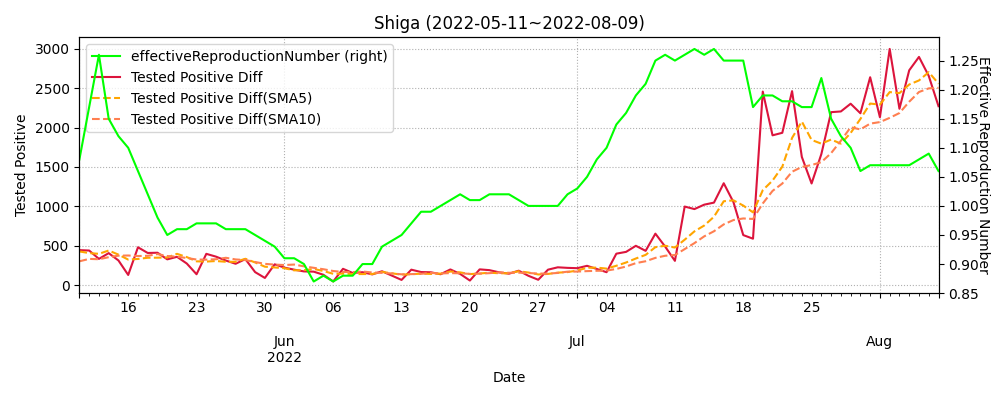 Shiga (2022-05-11~2022-08-09)
effectiveReproductionNumber (right)
Tested Positive Diff
Tested Positive Diff(SMA5)
Tested Positive Diff(SMA10)
Tested Positive
3000
2500
2000
1500
1000
500
0
1.25
1.20
1.15
1.10
1.05
1.00
0.95
0.90
0.85
Effective Reproduction Number
16 23 30 06 13 20 27 04 11 18 25
Jun Jul Aug
2022
Date